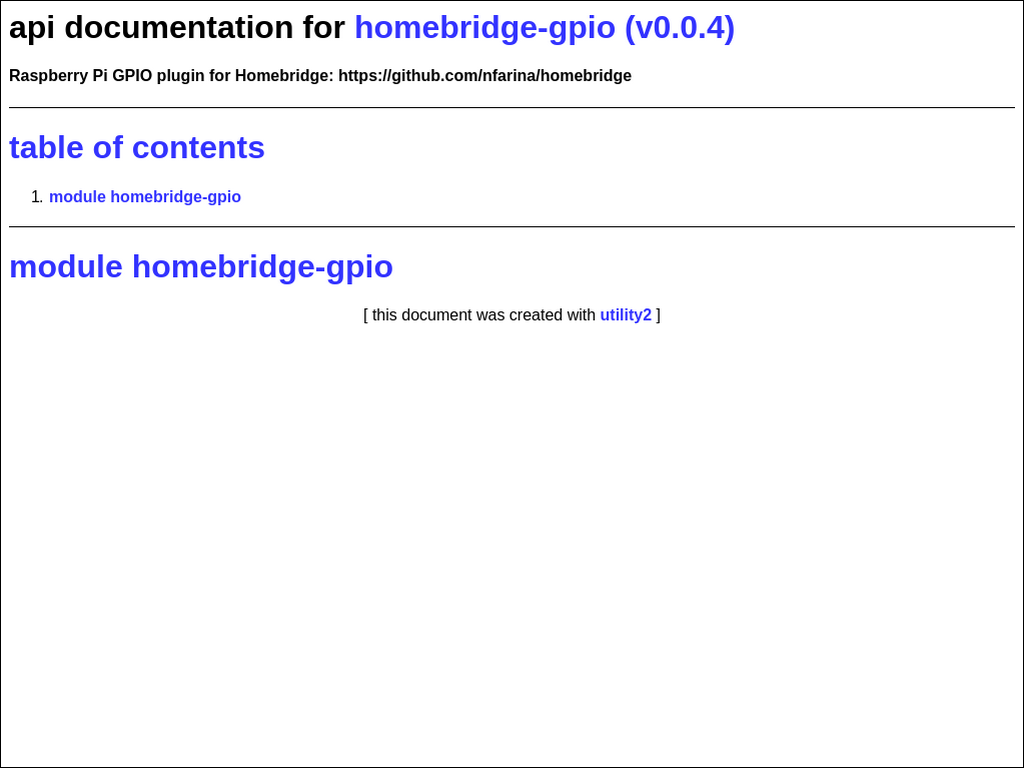 api documentation for homebridge-gpio (v0.0.4)
Raspberry Pi GPIO plugin for Homebridge: https://github.com/nfarina/homebridge
table of contents
1. module homebridge-gpio
module homebridge-gpio
[ this document was created with utility2 ]